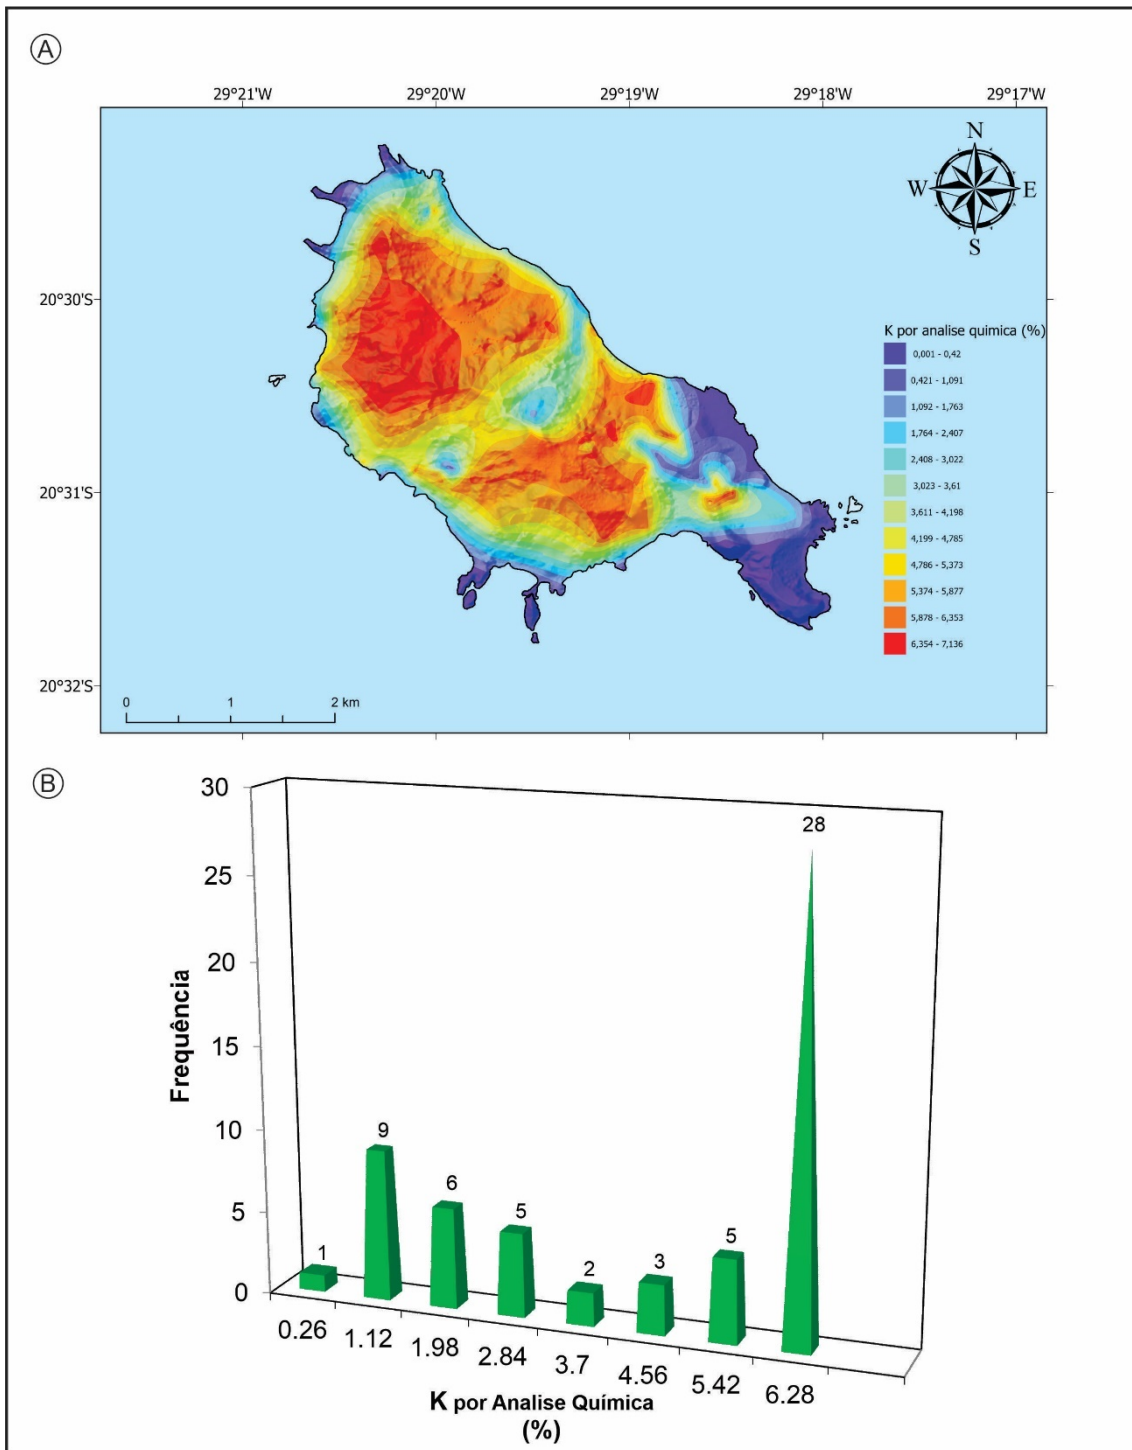 A
29°21'W 29°20'W 29°19'W 29°18'W 29°17'W
N
W E
S
20°30'S
20°31'S
20°32'S
K por analise quimica (%)
0,001 - 0,42
0,421 - 1,091
1,092 - 1,763
1,764 - 2,407
2,408 - 3,022
3,023 - 3,61
3,611 - 4,198
4,199 - 4,785
4,786 - 5,373
5,374 - 5,877
5,878 - 6,353
6,354 - 7,136
0 1 2 km
B
30
25
20
15
10
5
0
Frequência
1 9 6 5 2 3 5 28
0.26 1.12 1.98 2.84 3.7 4.56 5.42 6.28
K por Analise Química
(%)